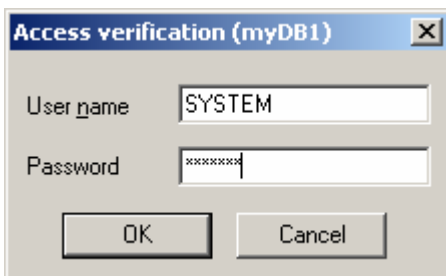 Access verification (myDB1)
User name SYSTEM
Password *******
OK Cancel